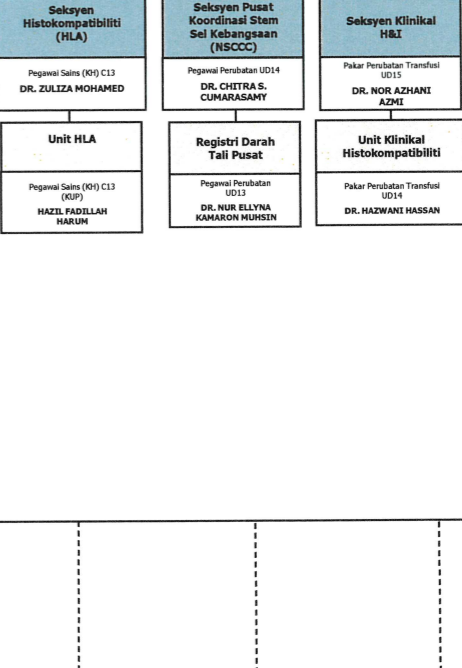 Seksyen
Histokompatibiliti
(HLA)
Pegawai Sains (KH) C13
DR. ZULIZA MOHAMED
Unit HLA
Pegawai Sains (KH) C13
(KUP)
HAZIL FADILLAH
HARUM
Seksyen Pusat
Koordinasi Stem
Sel Kebangsaan
(NSCCC)
Pegawai Perubatan UD14
DR. CHITRA S.
CUMARASAMY
Registri Darah
Tali Pusat
Pegawai Perubatan
UD13
DR. NUR ELLYNA
KAMARON MUHSIN
Seksyen Klinikal
H&I
Pakar Perubatan Transfusi
UD15
DR. NOR AZHANI
AZMI
Unit Klinikal
Histokompatibiliti
Pakar Perubatan Transfusi
UD14
DR. HAZWANI HASSAN